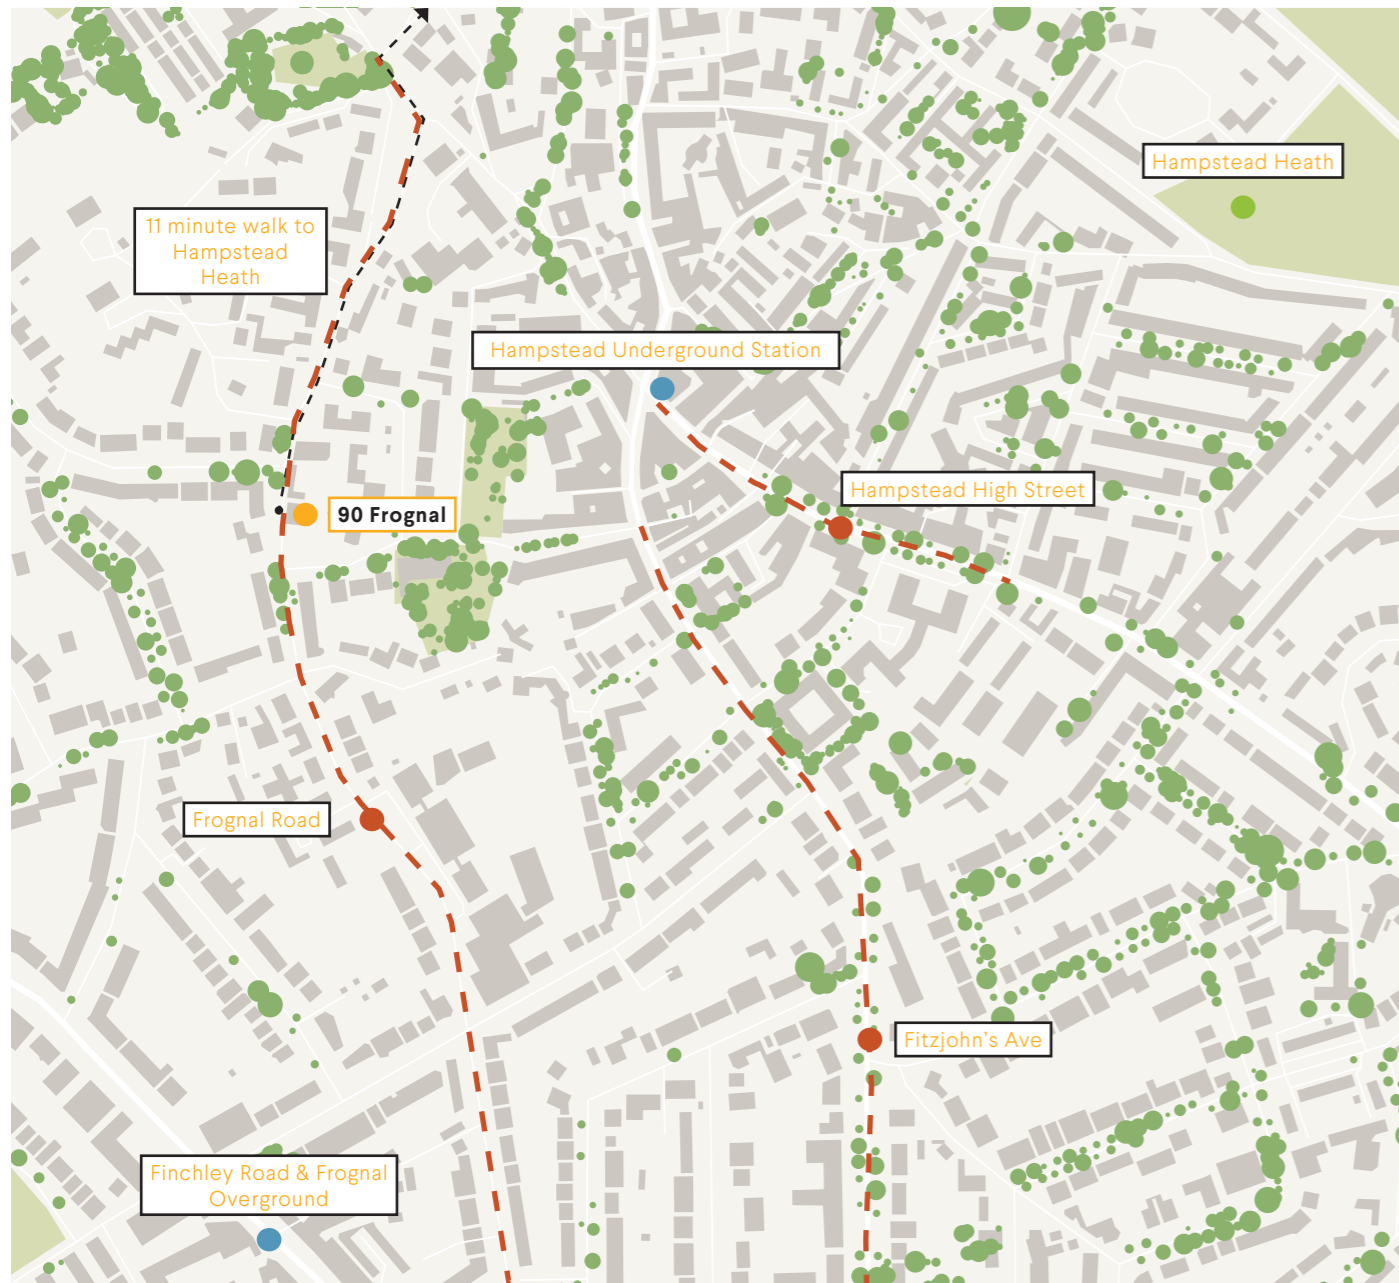 Hampstead Heath
11 minute walk to
Hampstead
Heath
Hampstead Underground Station
Hampstead High Street
90 Frognal
Frognal Road
Fitzjohn's Ave
Finchley Road & Frognal
Overground